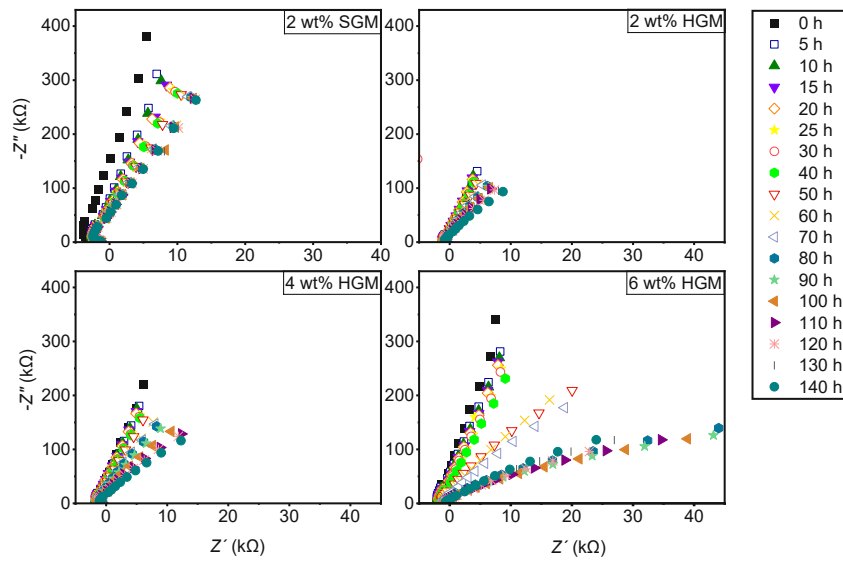 2 wt% SGM
2 wt% HGM
400
300
200
100
0
0 10 20 30 40
400
300
200
100
0
0 10 20 30 40
-Z″ (kΩ)
4 wt% HGM
6 wt% HGM
400
300
200
100
0
0 10 20 30 40
400
300
200
100
0
0 10 20 30 40
-Z″ (kΩ)
Z´ (kΩ)
Z´ (kΩ)
0 h
5 h
10 h
15 h
20 h
25 h
30 h
40 h
50 h
60 h
70 h
80 h
90 h
100 h
110 h
120 h
130 h
140 h